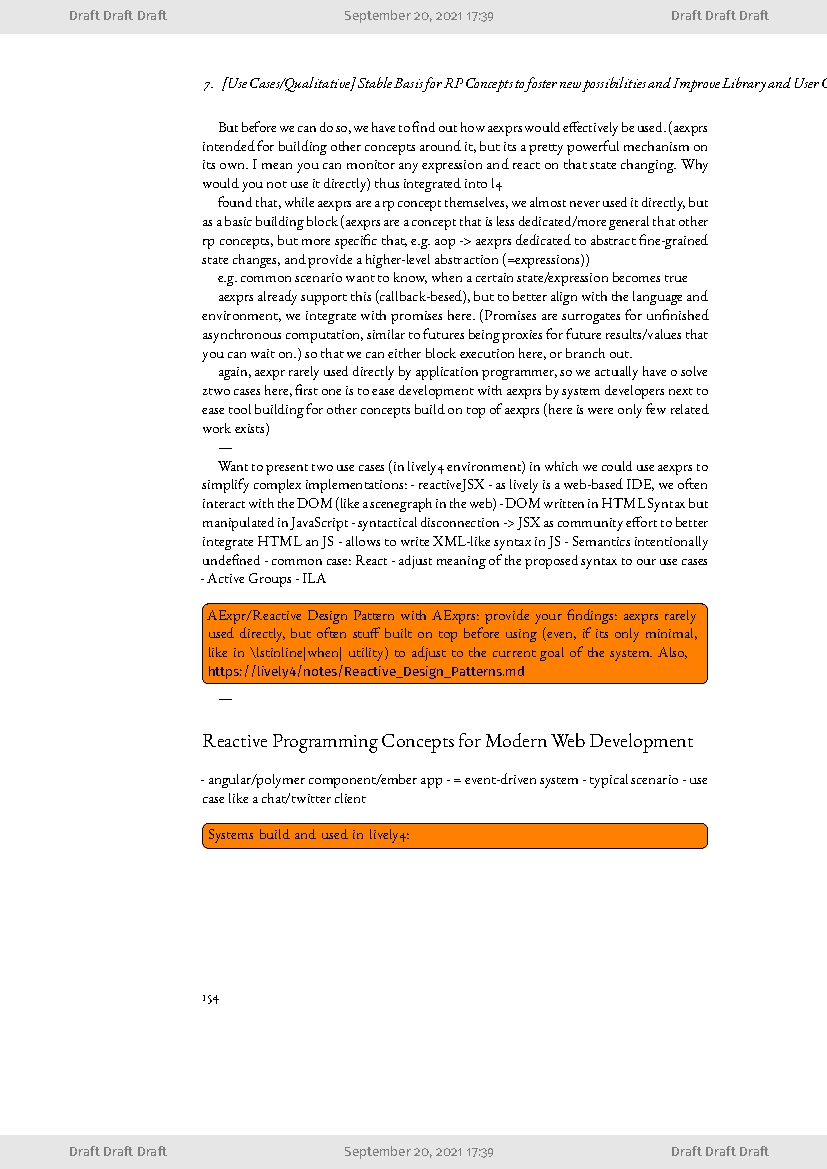 Draft Draft Draft September 20, 2021 17:39 Draft Draft Draft
7. [Use Cases/Qualitative] Stable Basis for RP Concepts to foster new possibilities and Improve Library and User
But before we can do so, we have to find out how aexprs would effectively be used. (aexprs
intended for building other concepts around it, but its a pretty powerful mechanism on
its own. I mean you can monitor any expression and react on that state changing. Why
would you not use it directly) thus integrated into l4
found that, while aexprs are a rp concept themselves, we almost never used it directly, but
as a basic building block (aexprs are a concept that is less dedicated/more general that other
rp concepts, but more specific that, e.g. aop -> aexprs dedicated to abstract fine-grained
state changes, and provide a higher-level abstraction (=expressions))
e.g. common scenario want to know, when a certain state/expression becomes true
aexprs already support this (callback-besed), but to better align with the language and
environment, we integrate with promises here. (Promises are surrogates for unfinished
asynchronous computation, similar to futures being proxies for future results/values that
you can wait on.) so that we can either block execution here, or branch out.
again, aexpr rarely used directly by application programmer, so we actually have o solve
ztwo cases here, first one is to ease development with aexprs by system developers next to
ease tool building for other concepts build on top of aexprs (here is were only few related
work exists)
—
Want to present two use cases (in lively4 environment) in which we could use aexprs to
simplify complex implementations: - reactiveJSX - as lively is a web-based IDE, we often
interact with the DOM (like a scenegraph in the web) - DOM written in HTML Syntax but
manipulated in JavaScript - syntactical disconnection -> JSX as community effort to better
integrate HTML an JS - allows to write XML-like syntax in JS - Semantics intentionally
undefined - common case: React - adjust meaning of the proposed syntax to our use cases
- Active Groups - ILA
AExpr/Reactive Design Pattern with AExprs: provide your findings: aexprs rarely
used directly, but often stuff built on top before using (even, if its only minimal,
like in \lstinline|when| utility) to adjust to the current goal of the system. Also,
https://lively4/notes/Reactive_Design_Patterns.md
—
Reactive Programming Concepts for Modern Web Development
- angular/polymer component/ember app - = event-driven system - typical scenario - use
case like a chat/twitter client
Systems build and used in lively4:
154
Draft Draft Draft September 20, 2021 17:39 Draft Draft Draft